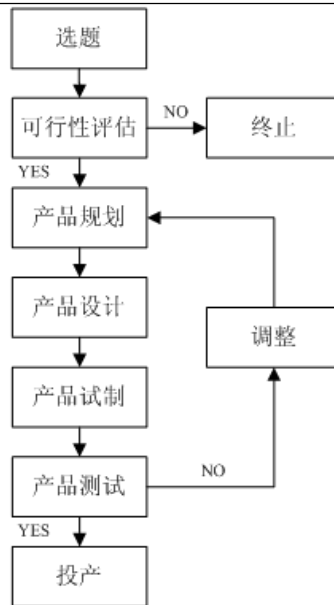 选题
可行性评估
NO
终止
YES
产品规划
产品设计
调整
产品试制
产品测试
NO
YES
投产